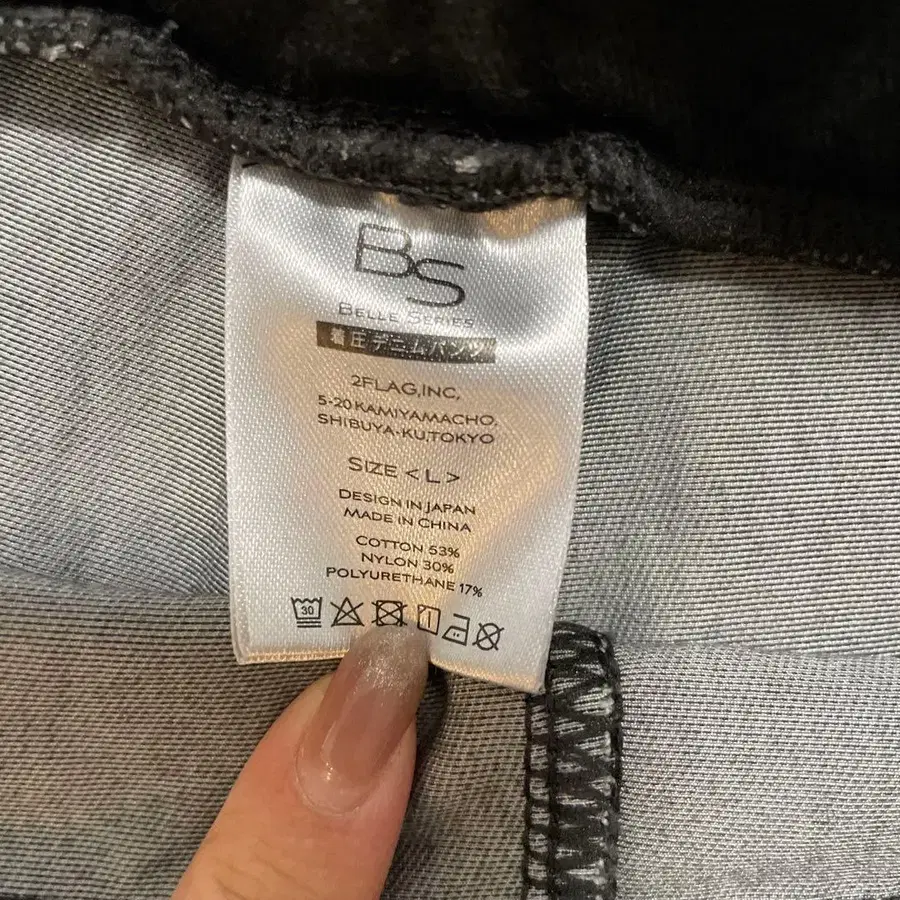 BS
BELLE SERIES
着圧デニムパンツ
2FLAG,INC,
5-20 KAMIYAMACHO,
SHIBUYA-KU,TOKYO
SIZE <L>
DESIGN IN JAPAN
MADE IN CHINA
COTTON 53%
NYLON 30%
POLYURETHANE 17%
30